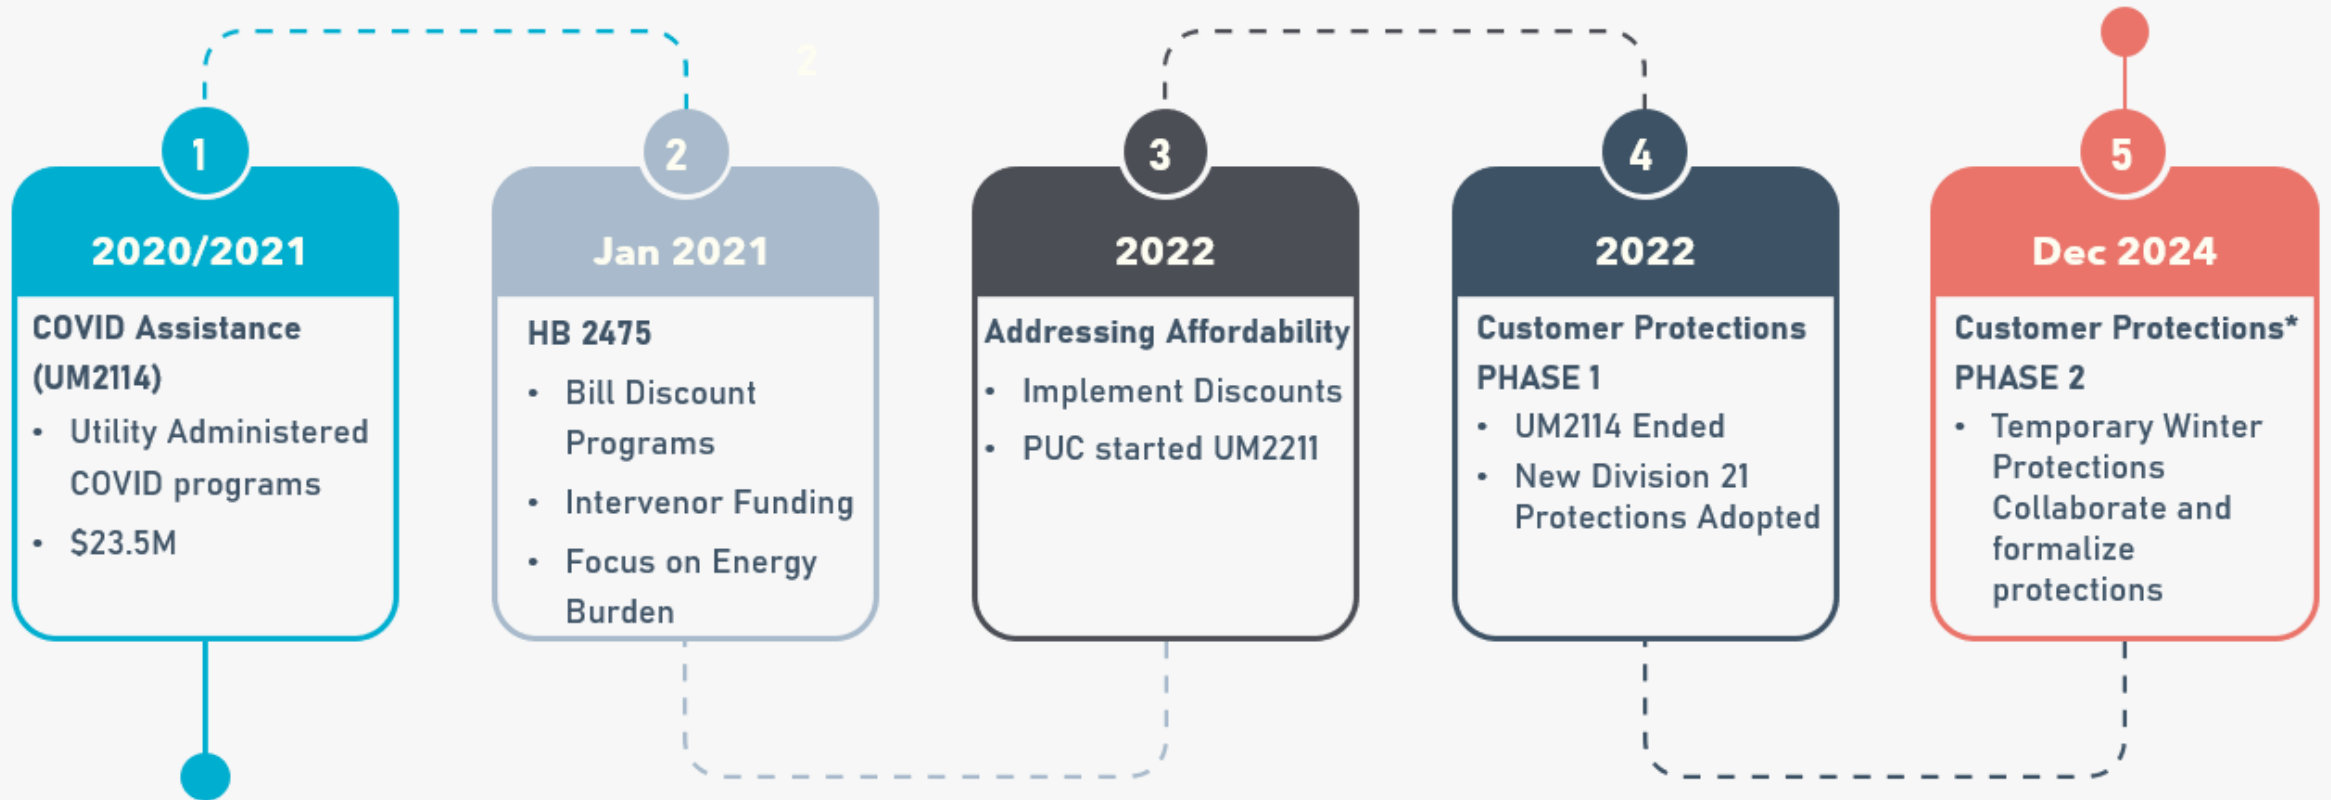 2
1
2020/2021
COVID Assistance
(UM2114)
• Utility Administered
COVID programs
• $23.5M
2
Jan 2021
HB 2475
• Bill Discount
Programs
• Intervenor Funding
• Focus on Energy
Burden
3
2022
Addressing Affordability
• Implement Discounts
• PUC started UM2211
4
2022
Customer Protections
PHASE 1
• UM2114 Ended
• New Division 21
Protections Adopted
5
Dec 2024
Customer Protections*
PHASE 2
• Temporary Winter
Protections
Collaborate and
formalize
protections